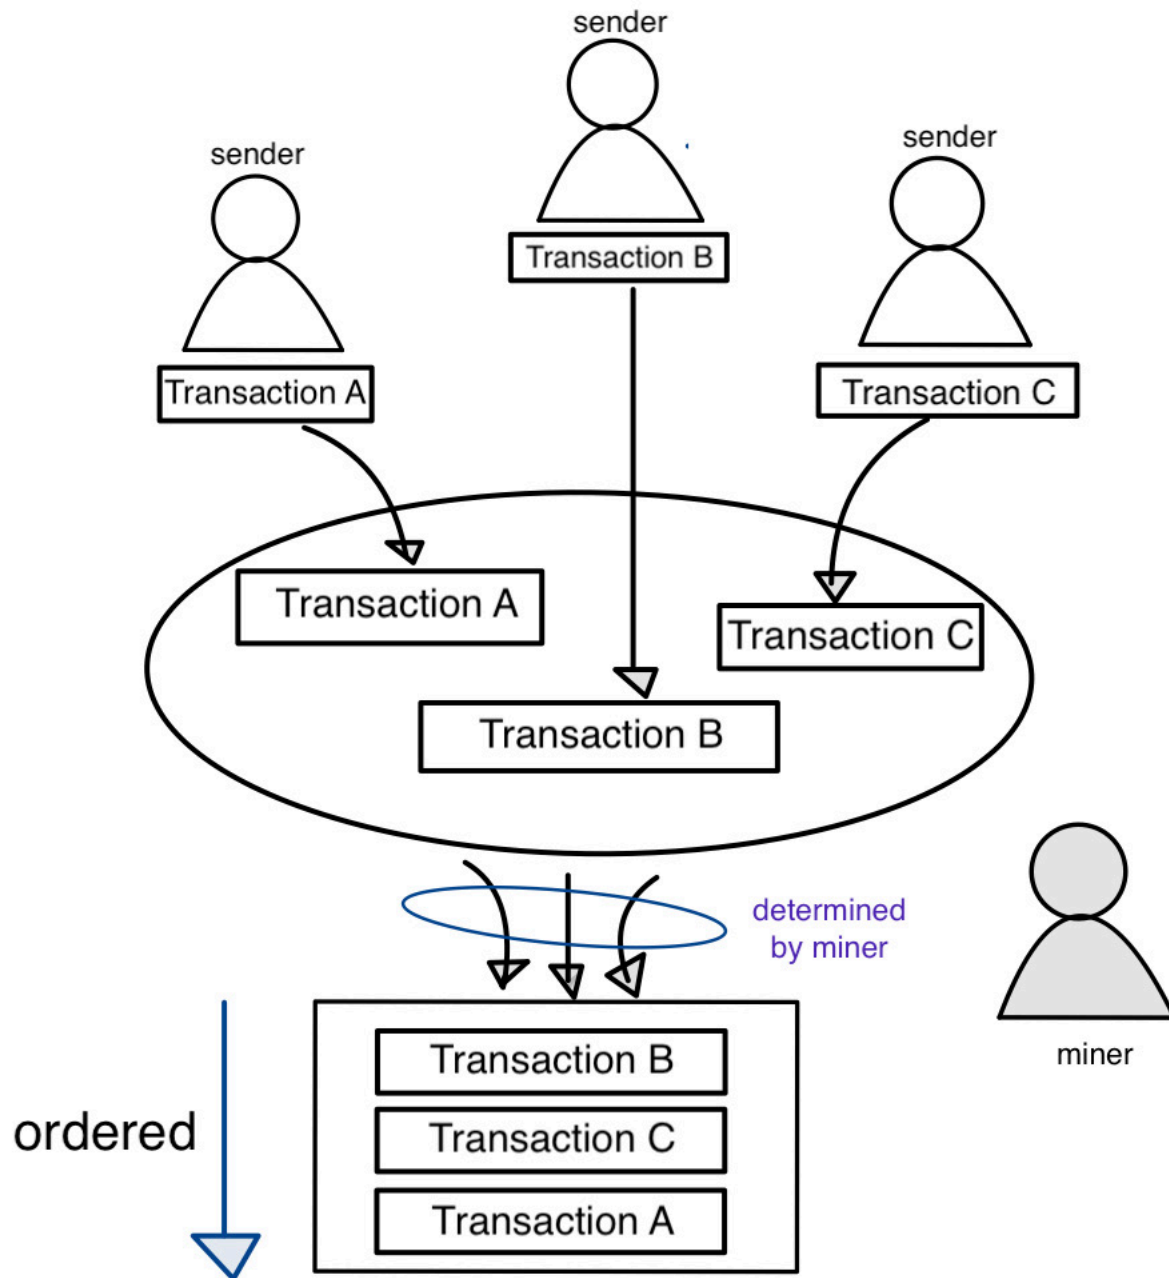 sender
sender
sender
Transaction B
Transaction A
Transaction C
Transaction A
Transaction C
Transaction B
determined
by miner
miner
Transaction B
ordered
Transaction C
Transaction A